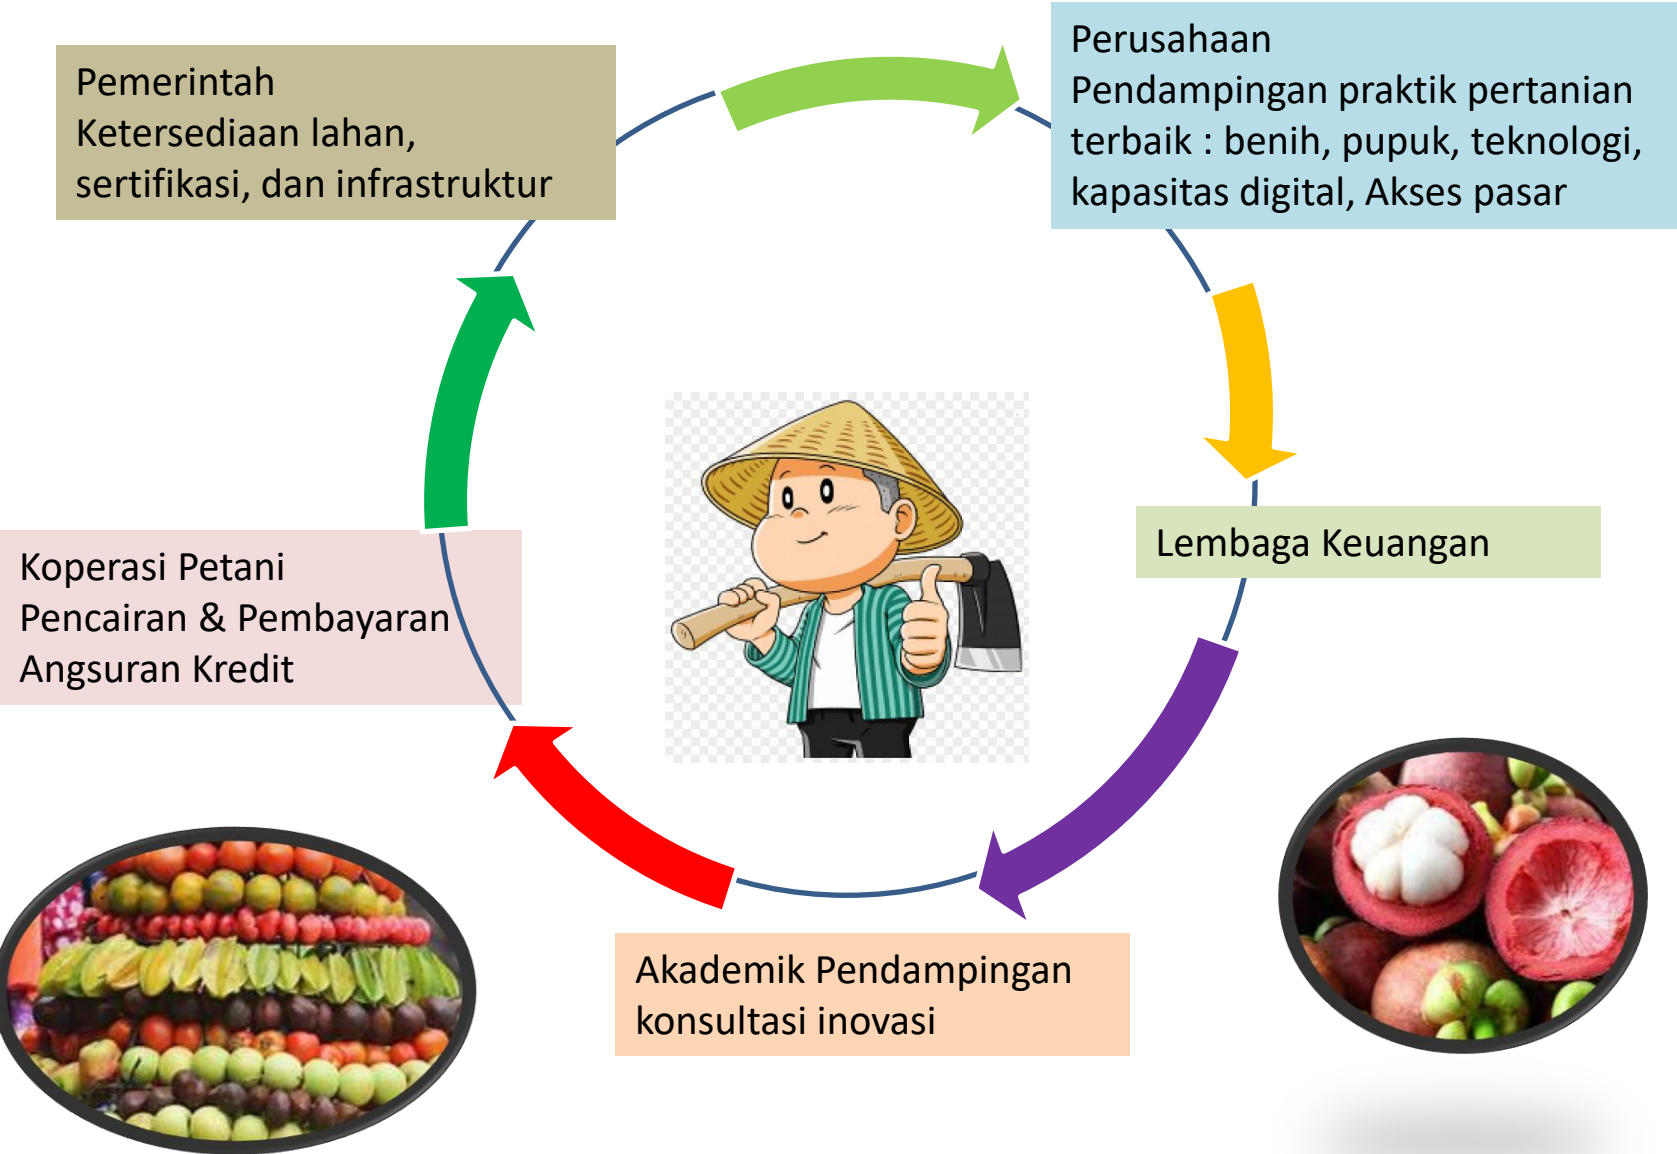 Pemerintah
Ketersediaan lahan,
sertifikasi, dan infrastruktur
Perusahaan
Pendampingan praktik pertanian
terbaik : benih, pupuk, teknologi,
kapasitas digital, Akses pasar
Lembaga Keuangan
Akademik Pendampingan
konsultasi inovasi
Koperasi Petani
Pencairan & Pembayaran
Angsuran Kredit